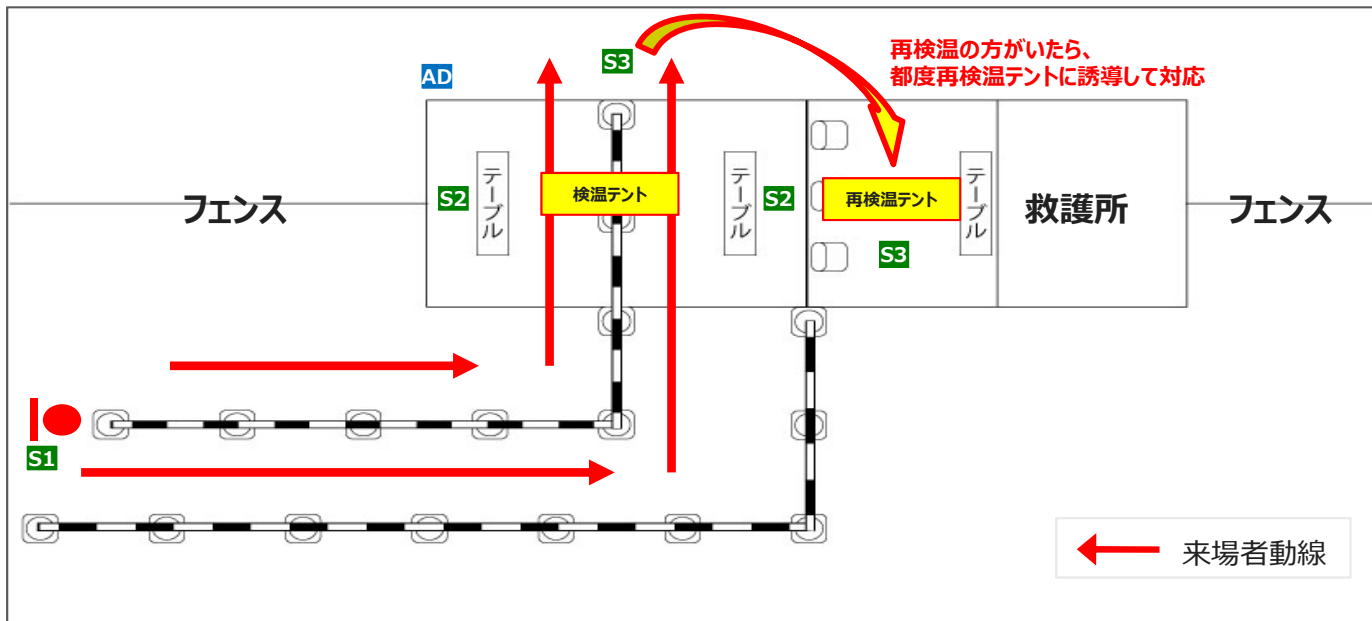 再検温の方がいたら、
都度再検温テントに誘導して対応
S3
AD
フェンス
S2
テーブル
検温テント
テーブル
S2
再検温テント
テーブル
S3
救護所
フェンス
S1
来場者動線